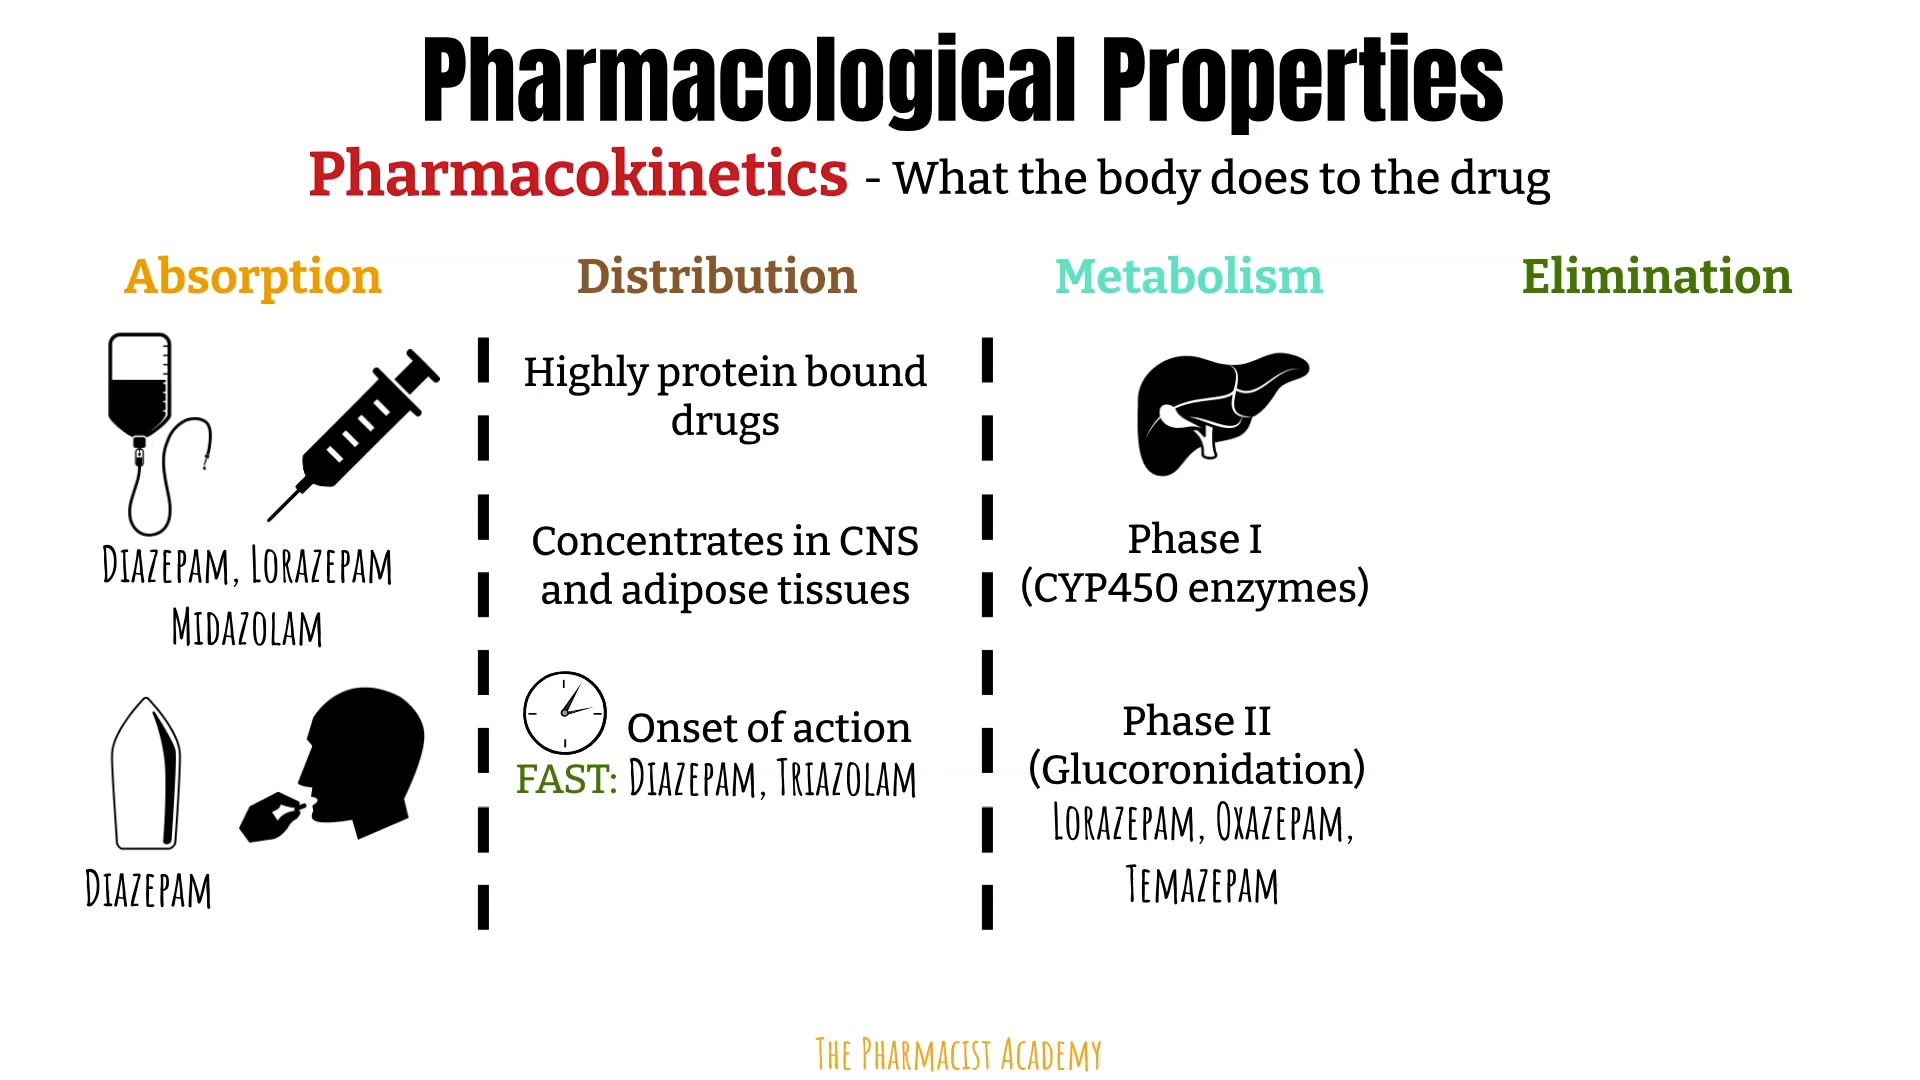 Pharmacological Properties
Pharmacokinetics - What the body does to the drug
Absorption
Diazepam, Lorazepam
Midazolam
Diazepam
Distribution
Highly protein bound
drugs
Concentrates in CNS
and adipose tissues
Onset of action
FAST: Diazepam, Triazolam
Metabolism
Phase I
(CYP450 enzymes)
Phase II
(Glucoronidation)
Lorazepam, Oxazepam,
Temazepam
Elimination
The Pharmacist Academy